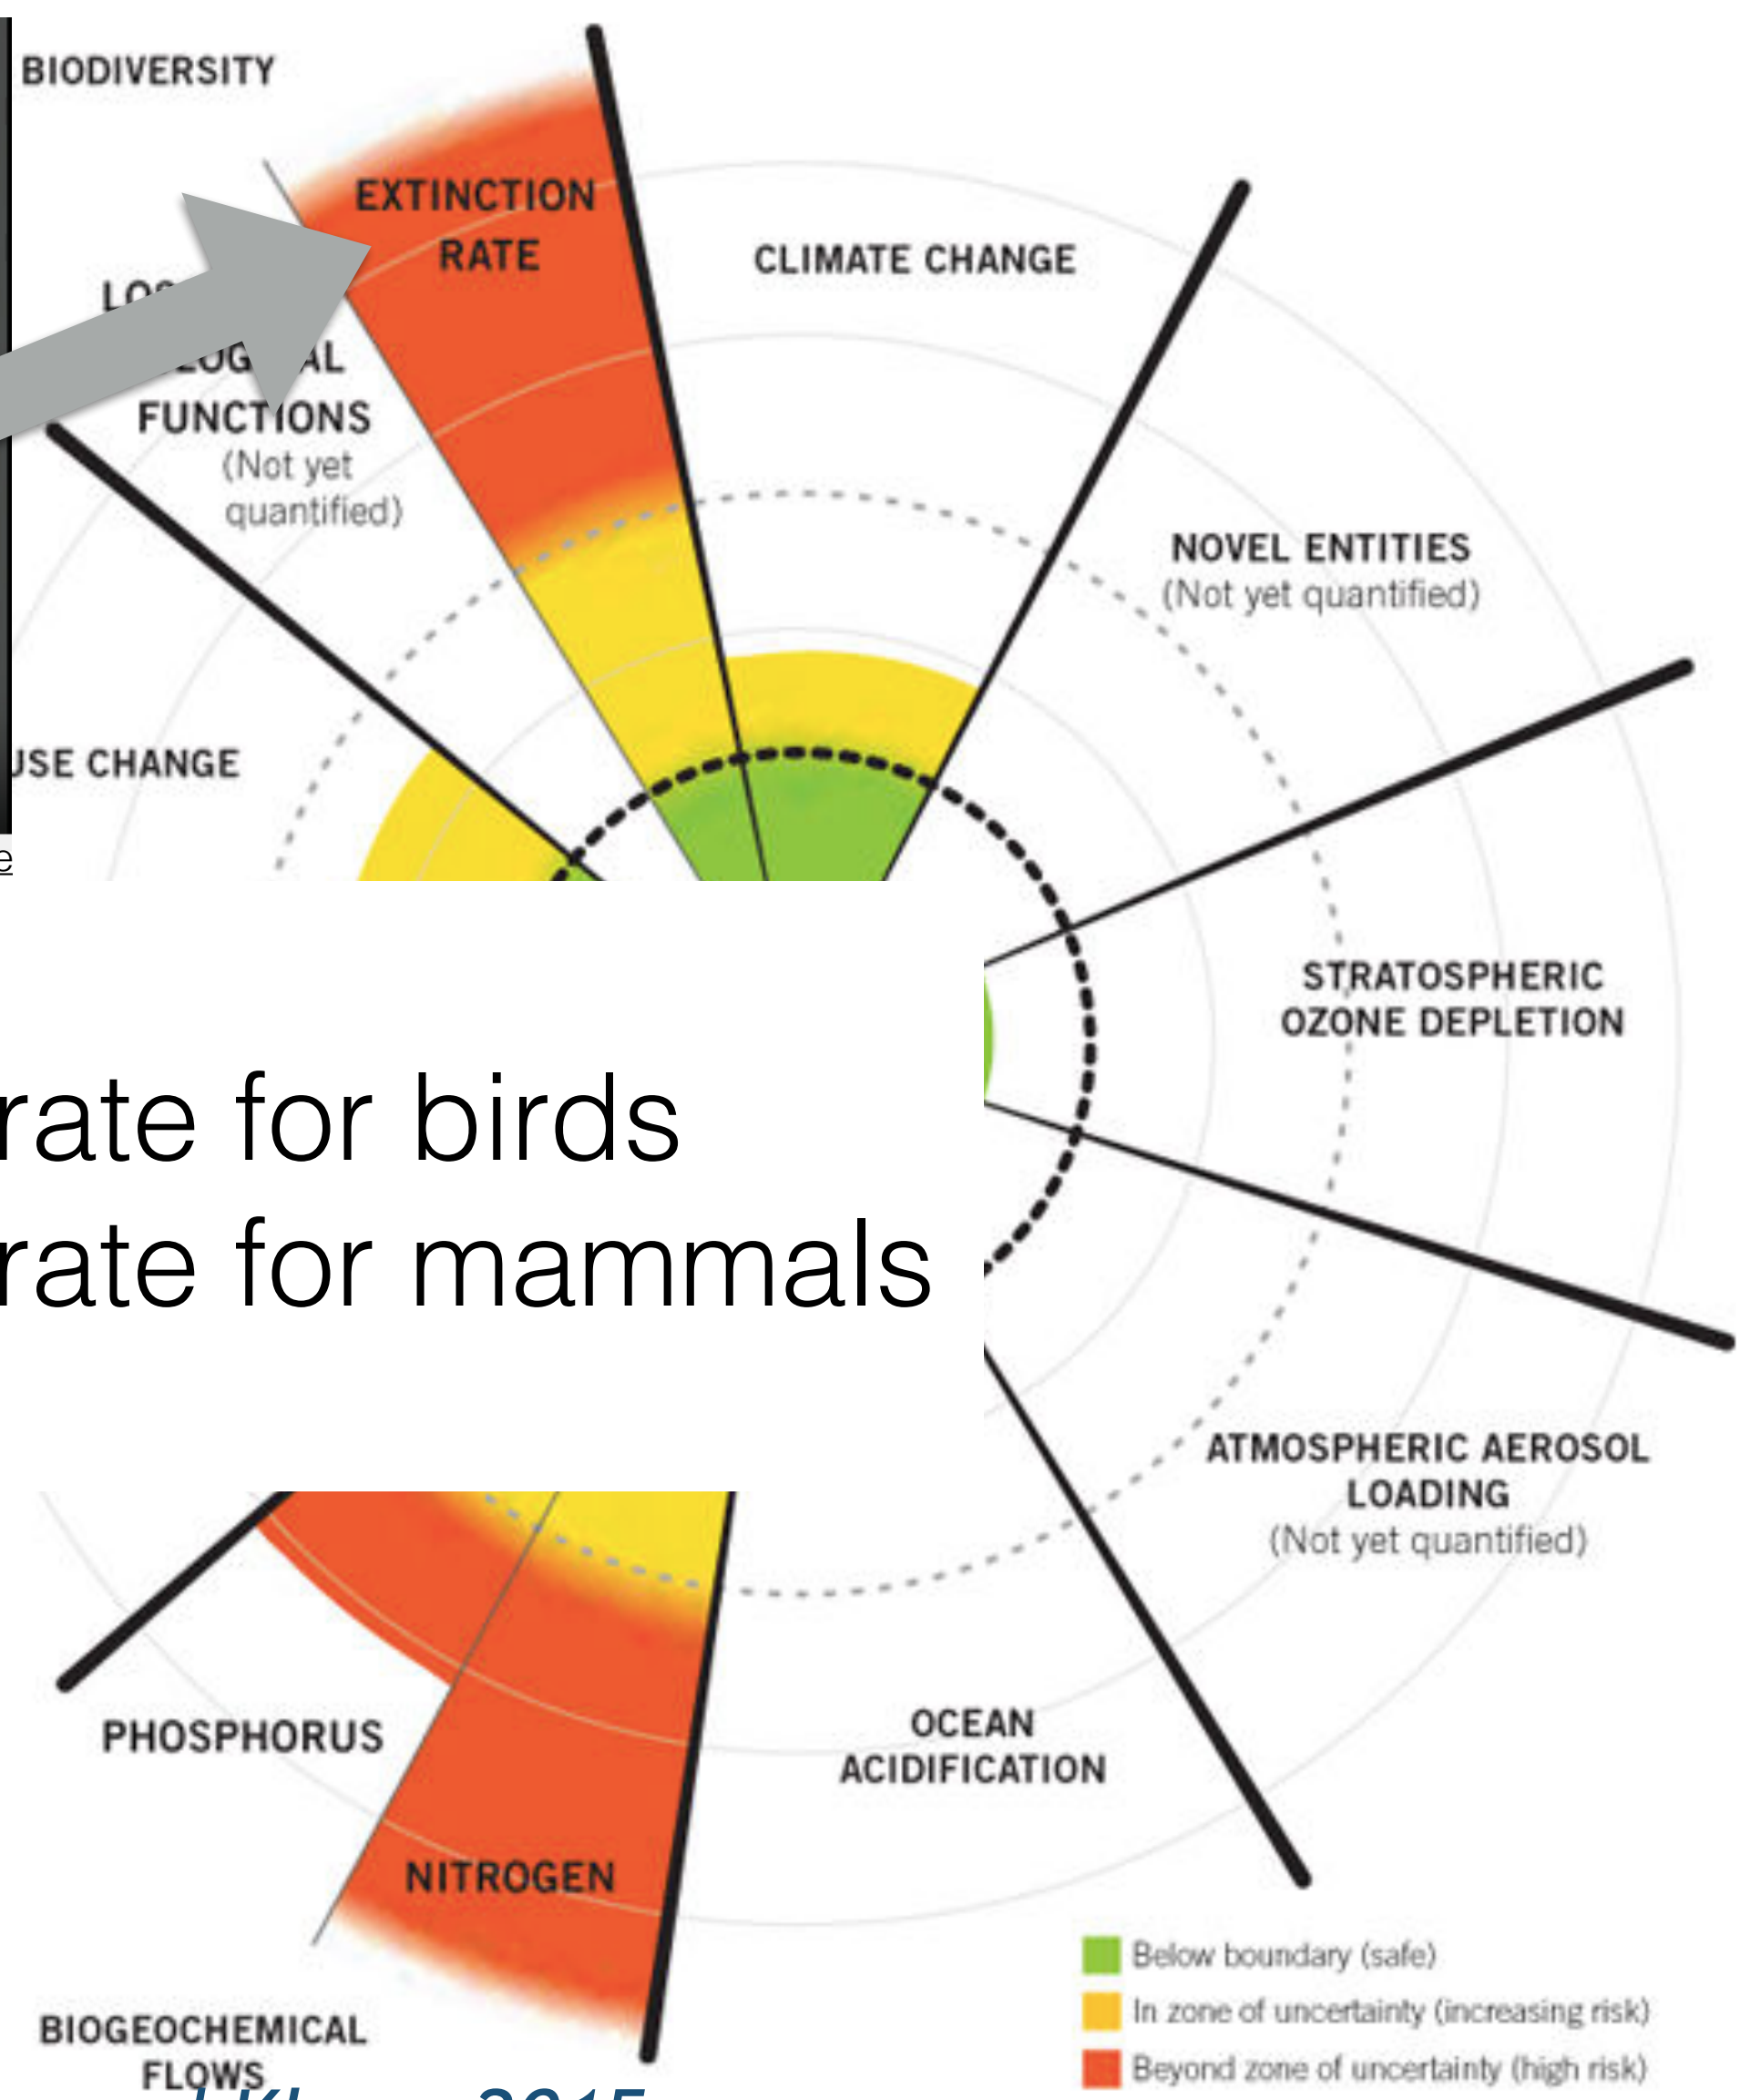 BIODIVERSITY
EXTINCTION
RATE
CLIMATE CHANGE
FUNCTIONS
(Not yet
quantified)
NOVEL ENTITIES
(Not yet quantified)
USE CHANGE
e
STRATOSPHERIC
OZONE DEPLETION
rate for birds
rate for mammals
ATMOSPHERIC AEROSOL
LOADING
(Not yet quantified)
PHOSPHORUS
OCEAN
ACIDIFICATION
NITROGEN
BIOGEOCHEMICAL
FLOWS
Below boundary (safe)
In zone of uncertainty (increasing risk)
Beyond zone of uncertainty (high risk)
2015